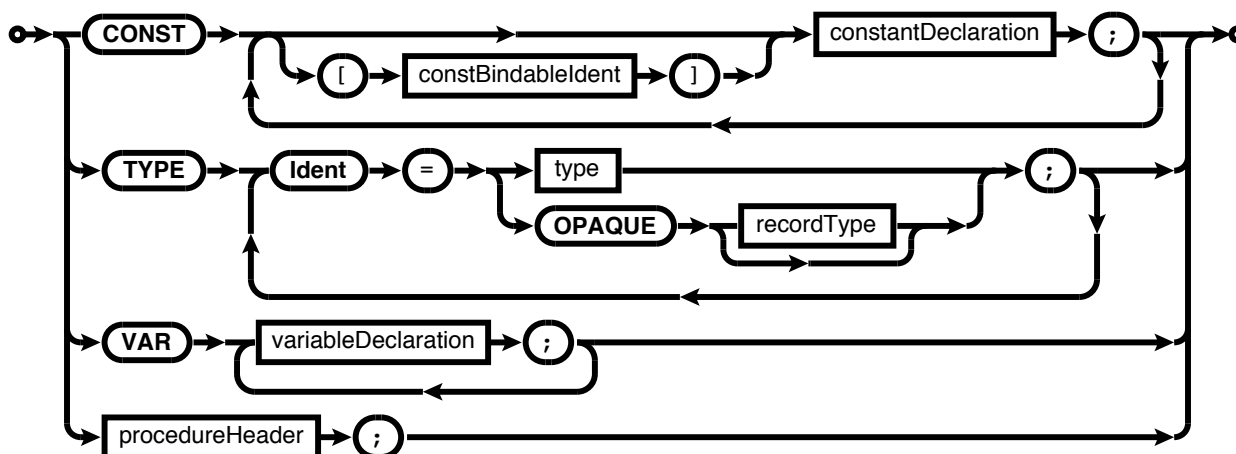 CONST constantDeclaration ;
[ constBindableIdent ]
TYPE Ident = type ;
OPAQUE recordType
VAR variableDeclaration ;
procedureHeader ;